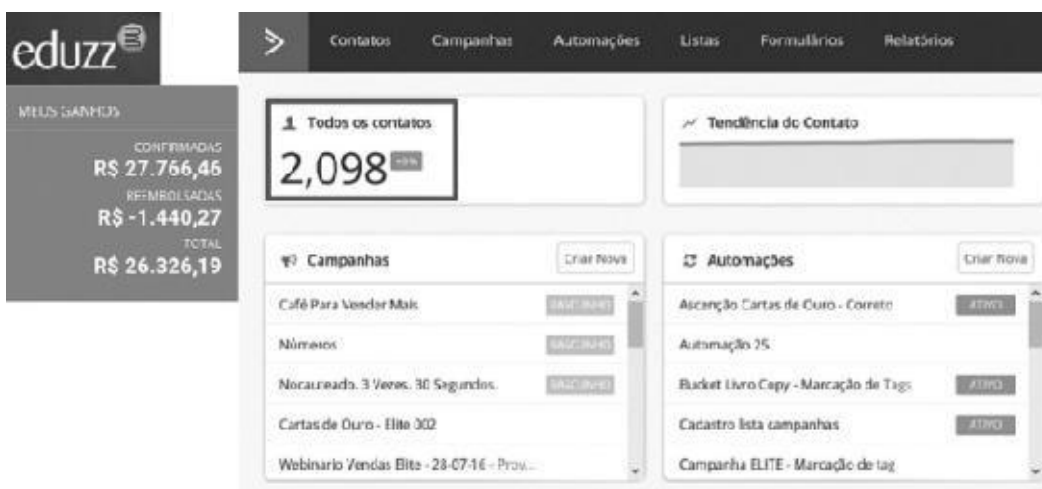 eduzz
MEUS GANHOS
CONFIRMADAS
R$ 27.766,46
REEMBOLSADAS
R$ -1.440,27
TOTAL
R$ 26.326,19
Contatos Campanhas Automações Listas Formulários Relatórios
Todos os contatos
2,098
Tendência do Contato
Campanhas Criar Nova
Café Para Vender Mais RASCUNHO
Números RASCUNHO
Nocauteado. 3 Vezes. 30 Segundos. RASCUNHO
Cartas de Ouro - Elite 002
Webinario Vendas Elite - 28-07-16 - Prov...
Automações Criar Nova
Ascenção Cartas de Ouro - Correto ATIVO
Automação 25
Bucket Livro Copy - Marcação de Tags ATIVO
Cadastro lista campanhas ATIVO
Campanha ELITE - Marcação de tag